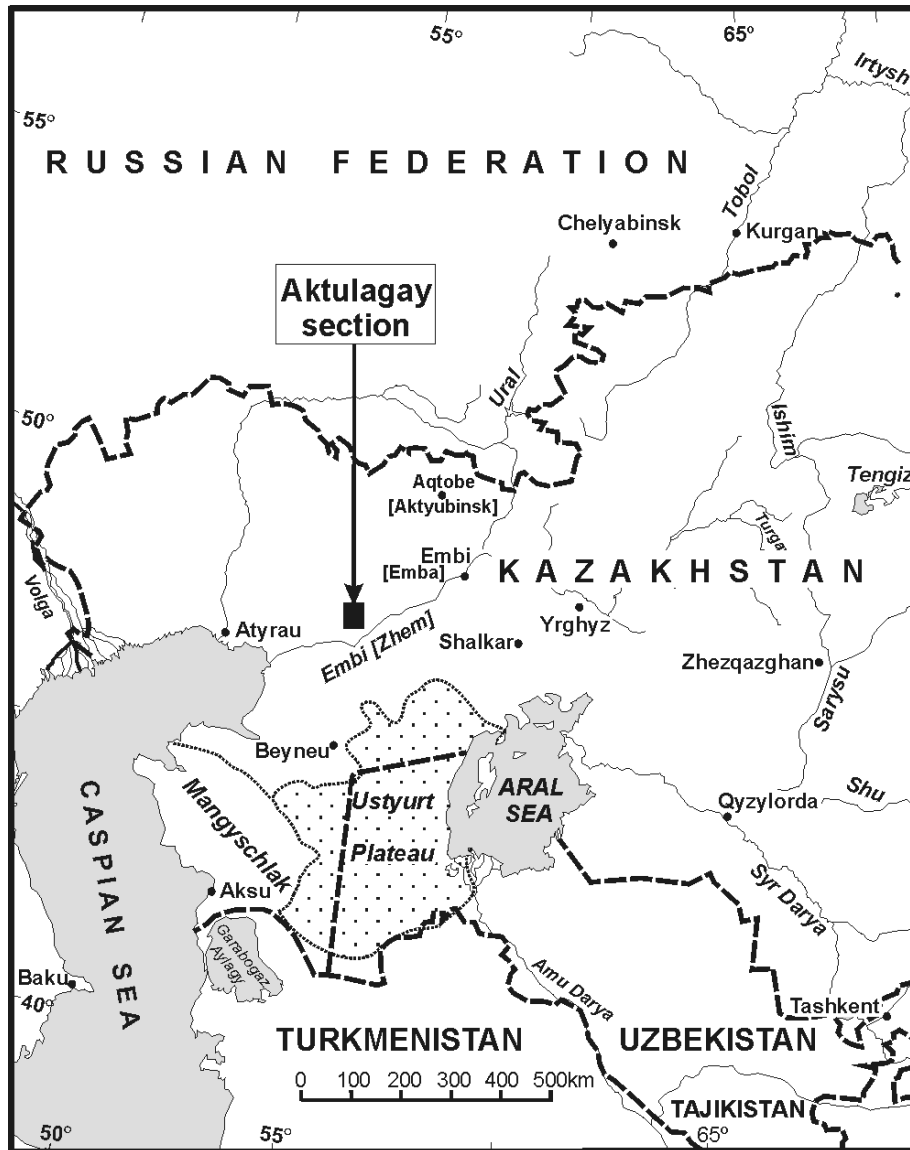 55°
65°
Irtysh
55°
RUSSIAN FEDERATION
Tobol
Chelyabinsk
Kurgan
Aktulagay
section
Ural
50°
Ishim
Aqtobe
[Aktyubinsk]
Tengiz
Turga
Embi
[Emba]
KAZAKHSTAN
Volga
Atyrau
Embi [Zhem]
Yrghyz
Shalkar
Zhezqazghan
Sarysu
Beyneu
CASPIAN SEA
Mangyschlak
Ustyurt
Plateau
ARAL
SEA
Qyzylorda
Shu
Syr Darya
Aksu
Garabogaz
Aylagy
Baku
40°
Amu Darya
Tashkent
TURKMENISTAN
UZBEKISTAN
0 100 200 300 400 500km
TAJIKISTAN
50°
55°
65°